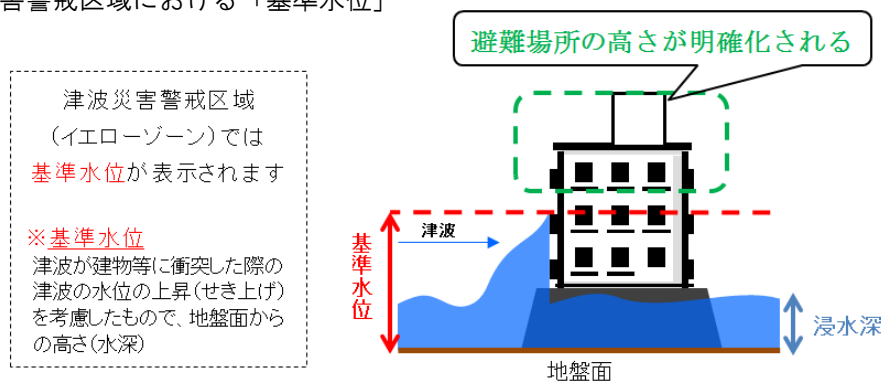 害警戒区域における「基準水位」
避難場所の高さが明確化される
津波災害警戒区域
（イエローゾーン）では
基準水位が表示されます
※基準水位
津波が建物等に衝突した際の
津波の水位の上昇（せき上げ）
を考慮したもので、地盤面から
の高さ（水深）
津波
基準水位
浸水深
地盤面